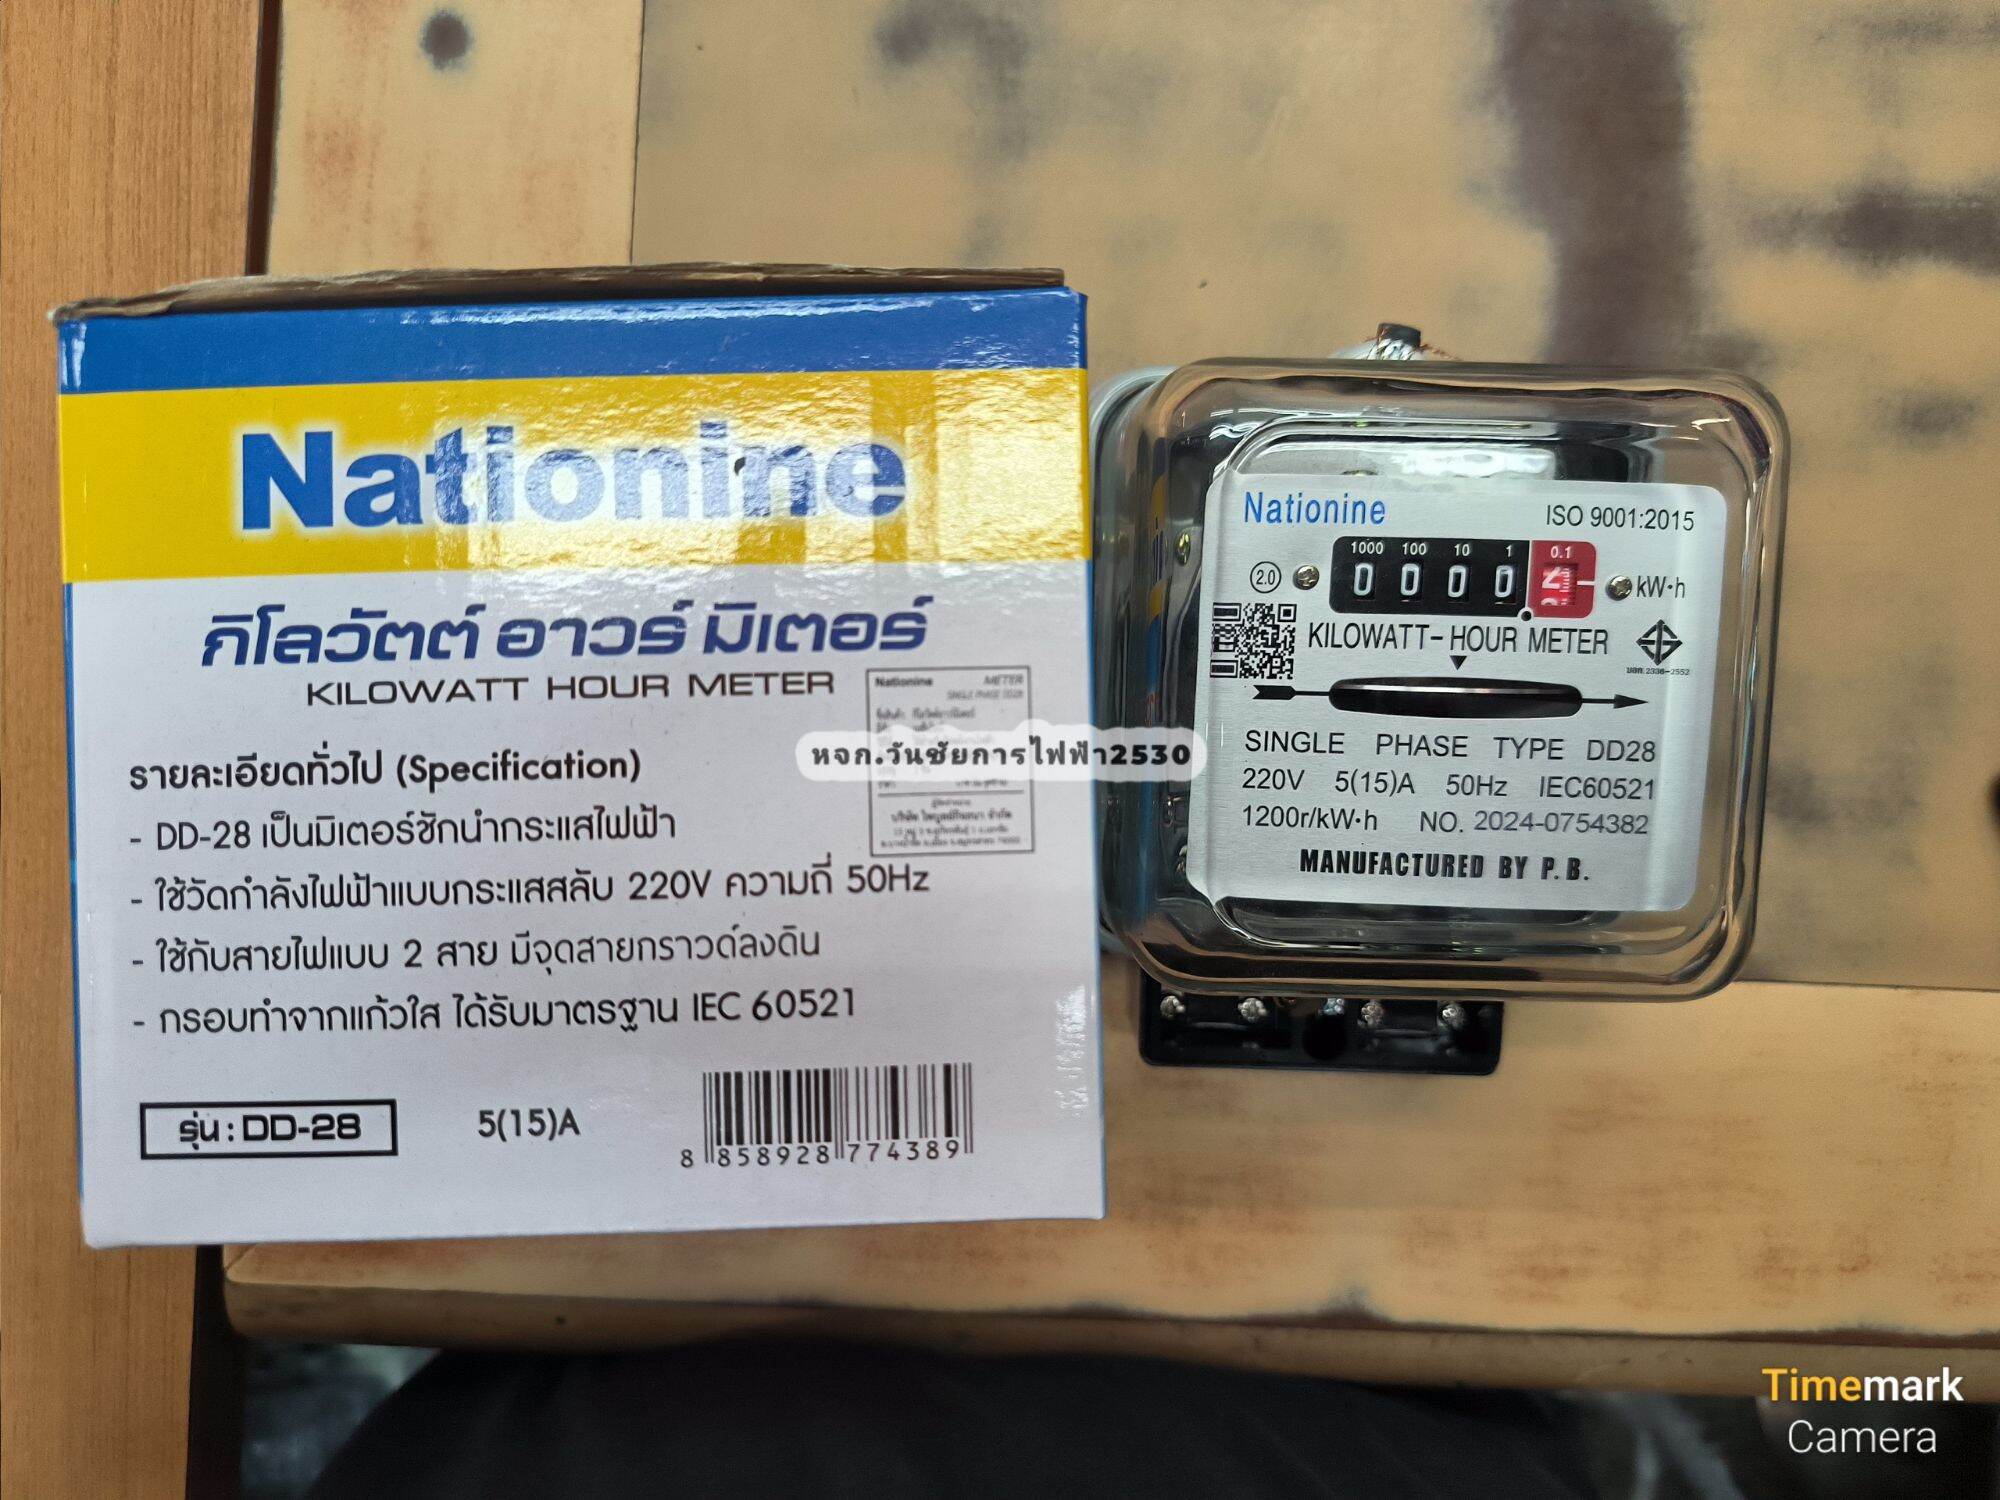 Nationine
กิโลวัตต์ อาวร์ มิเตอร์
KILOWATT HOUR METER
รายละเอียดทั่วไป (Specification)
- DD-28 เป็นมิเตอร์ชักนำกระแสไฟฟ้า
- ใช้วัดกำลังไฟฟ้าแบบกระแสสลับ 220V ความถี่ 50Hz
- ใช้กับสายไฟแบบ 2 สาย มีจุดสายกราวด์ลงดิน
- กรอบทำจากแก้วใส ได้รับมาตรฐาน IEC 60521
รุ่น : DD-28
5(15)A
8 858928 774389
Nationine METER
SINGLE PHASE DD28
หจก.วันชัยการไฟฟ้า2530
Nationine
ISO 9001:2015
1000 100 10 1 0.1
2.0
0 0 0 0 2
kW·h
KILOWATT-HOUR METER
มอก.2336-2552
SINGLE PHASE TYPE DD28
220V 5(15)A 50Hz IEC60521
1200r/kW·h NO. 2024-0754382
MANUFACTURED BY P.B.
Timemark
Camera